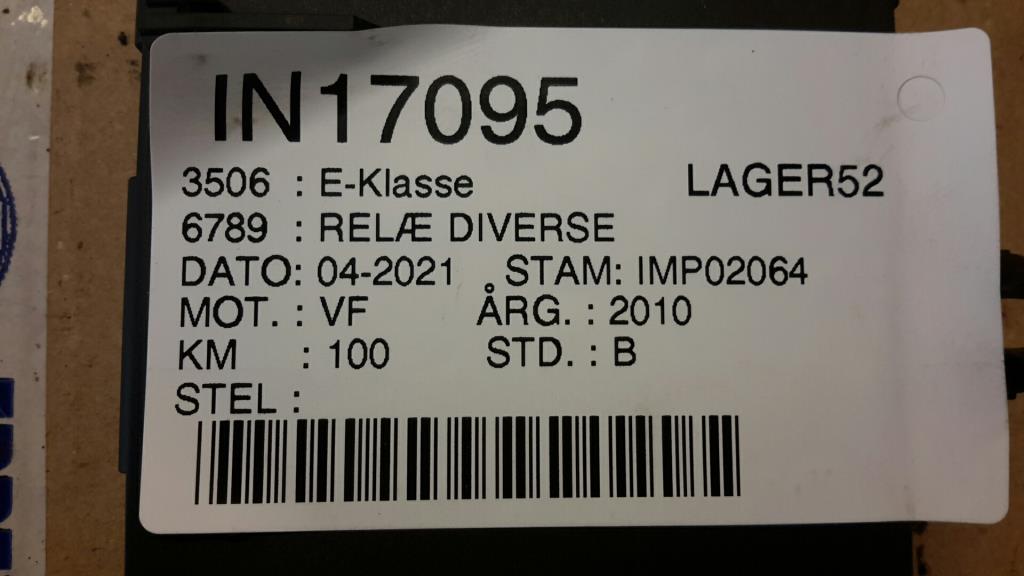 IN17095
3506 : E-Klasse LAGER52
6789 : RELÆ DIVERSE
DATO: 04-2021 STAM: IMP02064
MOT. : VF ÅRG. : 2010
KM : 100 STD. : B
STEL :